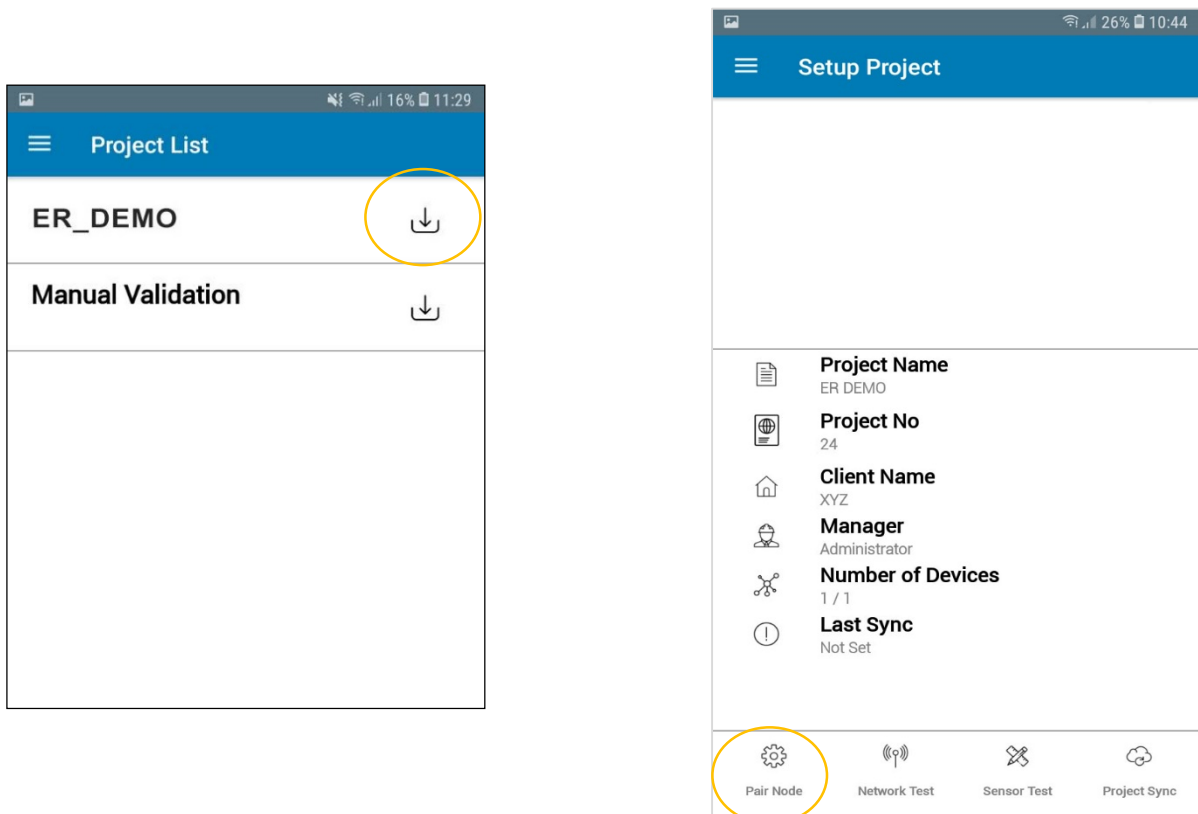 16% 11:29
Project List
ER_DEMO
Manual Validation
26% 10:44
Setup Project
Project Name
ER DEMO
Project No
24
Client Name
XYZ
Manager
Administrator
Number of Devices
1 / 1
Last Sync
Not Set
Pair Node Network Test Sensor Test Project Sync